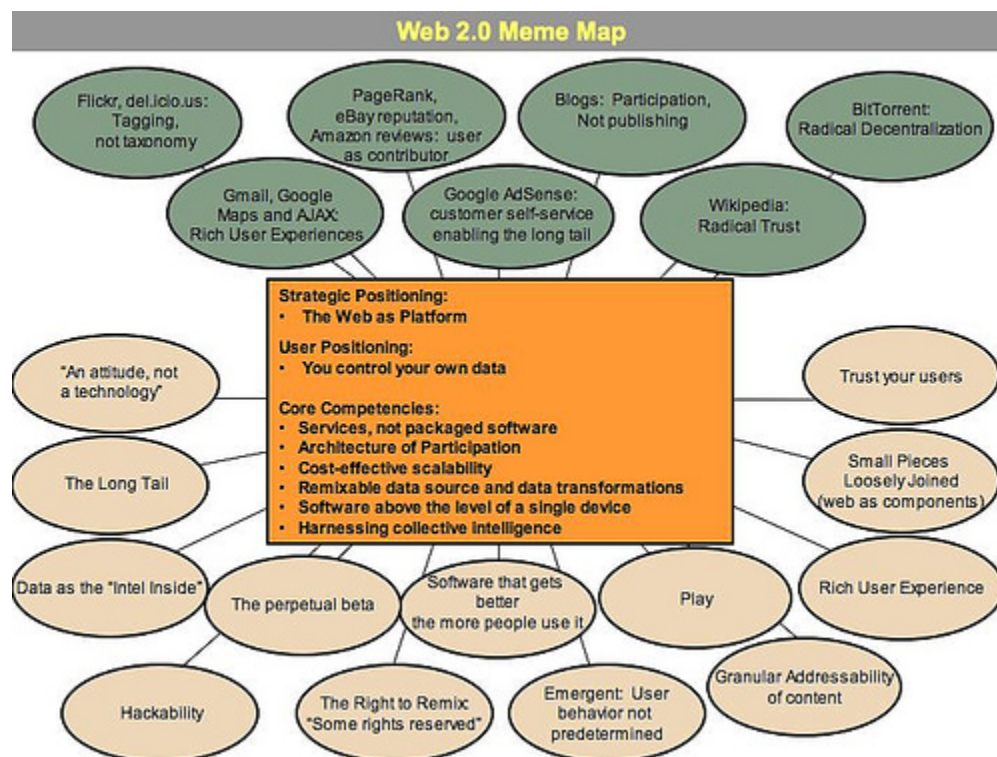 Web 2.0 Meme Map
Flickr, del.icio.us:
Tagging,
not taxonomy
PageRank,
eBay reputation,
Amazon reviews: user
as contributor
Blogs: Participation,
Not publishing
BitTorrent:
Radical Decentralization
Gmail, Google
Maps and AJAX:
Rich User Experiences
Google AdSense:
customer self-service
enabling the long tail
Wikipedia:
Radical Trust
Strategic Positioning:
• The Web as Platform
User Positioning:
• You control your own data
Core Competencies:
• Services, not packaged software
• Architecture of Participation
• Cost-effective scalability
• Remixable data source and data transformations
• Software above the level of a single device
• Harnessing collective intelligence
“An attitude, not
a technology”
Trust your users
The Long Tail
Small Pieces
Loosely Joined
(web as components)
Data as the “Intel Inside”
The perpetual beta
Software that gets
better
the more people use it
Play
Rich User Experience
Hackability
The Right to Remix:
“Some rights reserved”
Emergent: User
behavior not
predetermined
Granular Addressability
of content